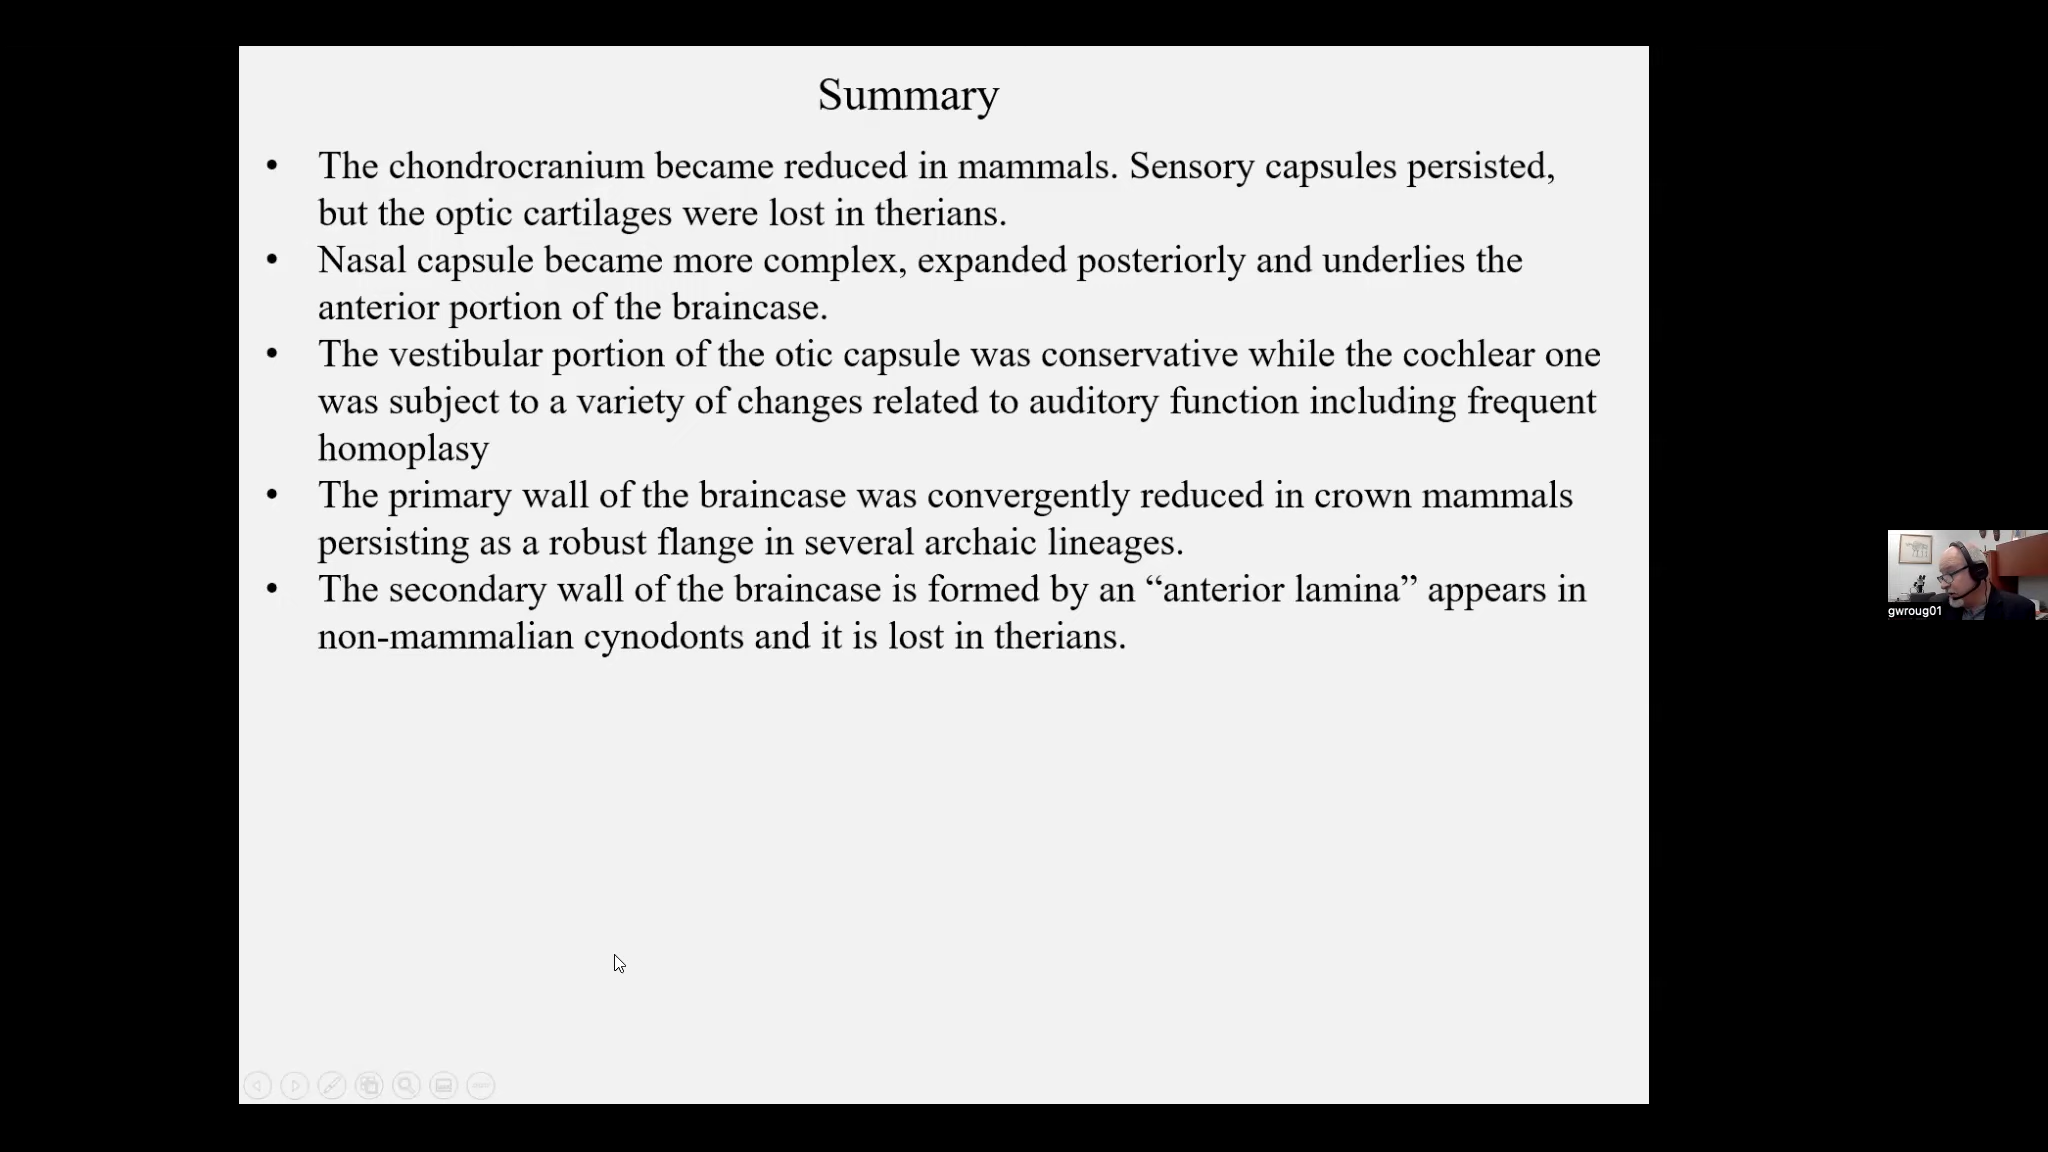 Summary
• The chondrocranium became reduced in mammals. Sensory capsules persisted,
but the optic cartilages were lost in therians.
• Nasal capsule became more complex, expanded posteriorly and underlies the
anterior portion of the braincase.
• The vestibular portion of the otic capsule was conservative while the cochlear one
was subject to a variety of changes related to auditory function including frequent
homoplasy
• The primary wall of the braincase was convergently reduced in crown mammals
persisting as a robust flange in several archaic lineages.
• The secondary wall of the braincase is formed by an “anterior lamina” appears in
non-mammalian cynodonts and it is lost in therians.
gwroug01